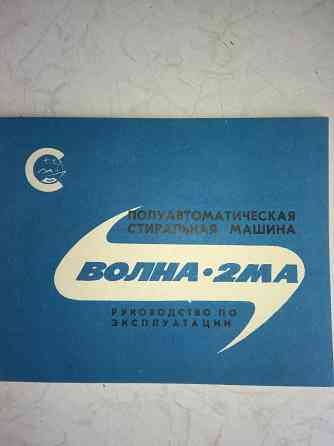 ПОЛУАВТОМАТИЧЕСКАЯ
СТИРАЛЬНАЯ МАШИНА
ВОЛНА·2МА
РУКОВОДСТВО ПО
ЭКСПЛУАТАЦИИ